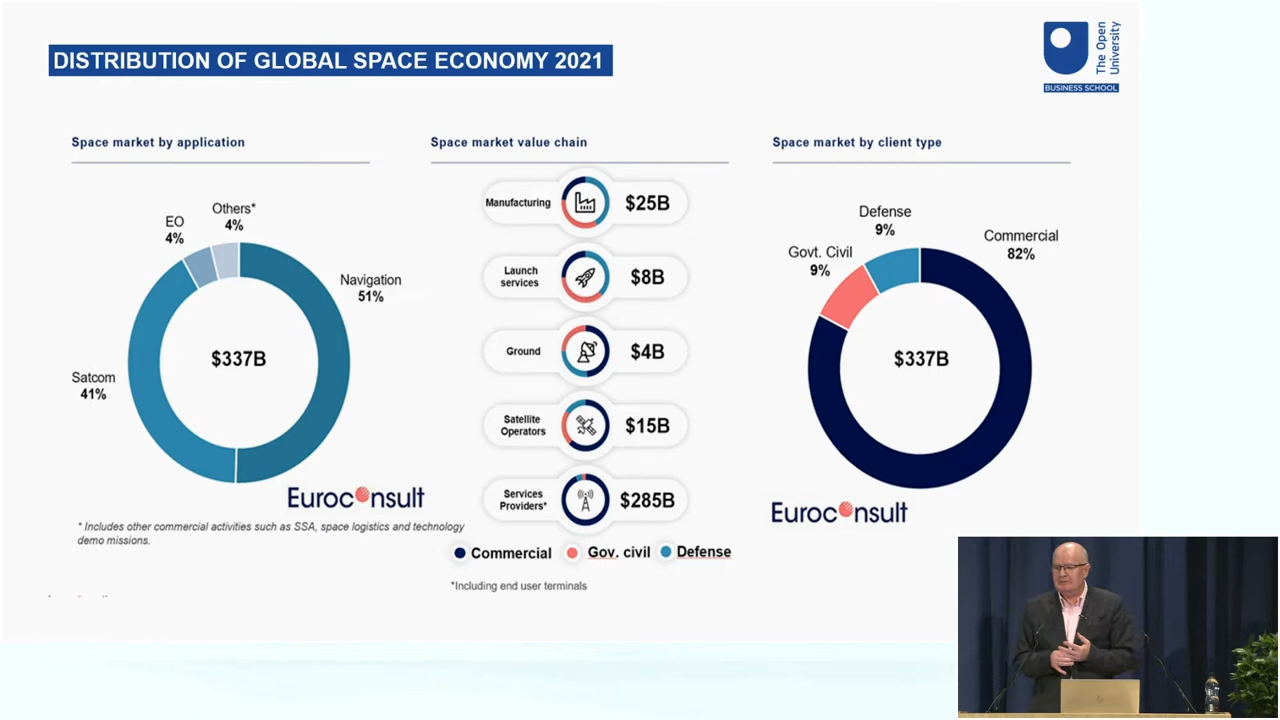 DISTRIBUTION OF GLOBAL SPACE ECONOMY 2021
The Open
University
BUSINESS SCHOOL
Space market by application
Others*
4%
EO
4%
Navigation
51%
$337B
Satcom
41%
Euroconsult
* Includes other commercial activities such as SSA, space logistics and technology
demo missions.
Space market value chain
Manufacturing
$25B
Launch
services
$8B
Ground
$4B
Satellite
Operators
$15B
Services
Providers*
$285B
Commercial
Gov. civil
Defense
*Including end user terminals
Space market by client type
Defense
9%
Commercial
82%
Govt. Civil
9%
$337B
Euroconsult